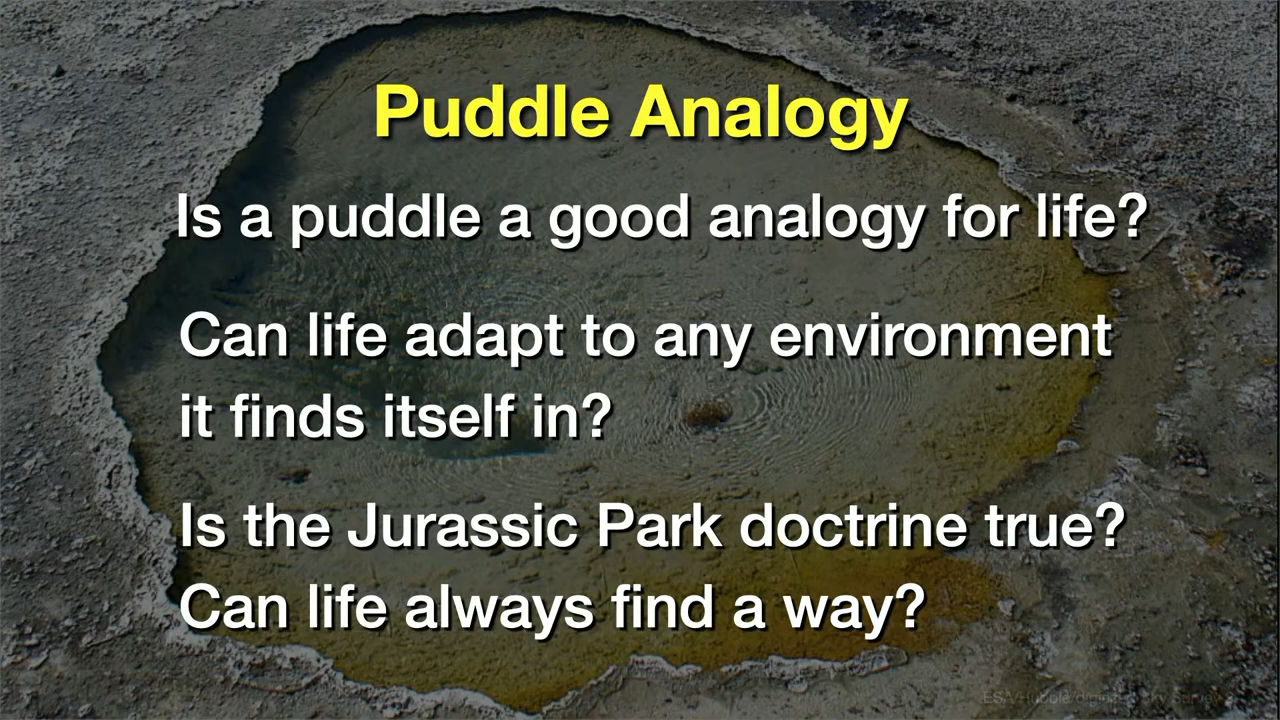 Puddle Analogy
Is a puddle a good analogy for life?
Can life adapt to any environment
it finds itself in?
Is the Jurassic Park doctrine true?
Can life always find a way?